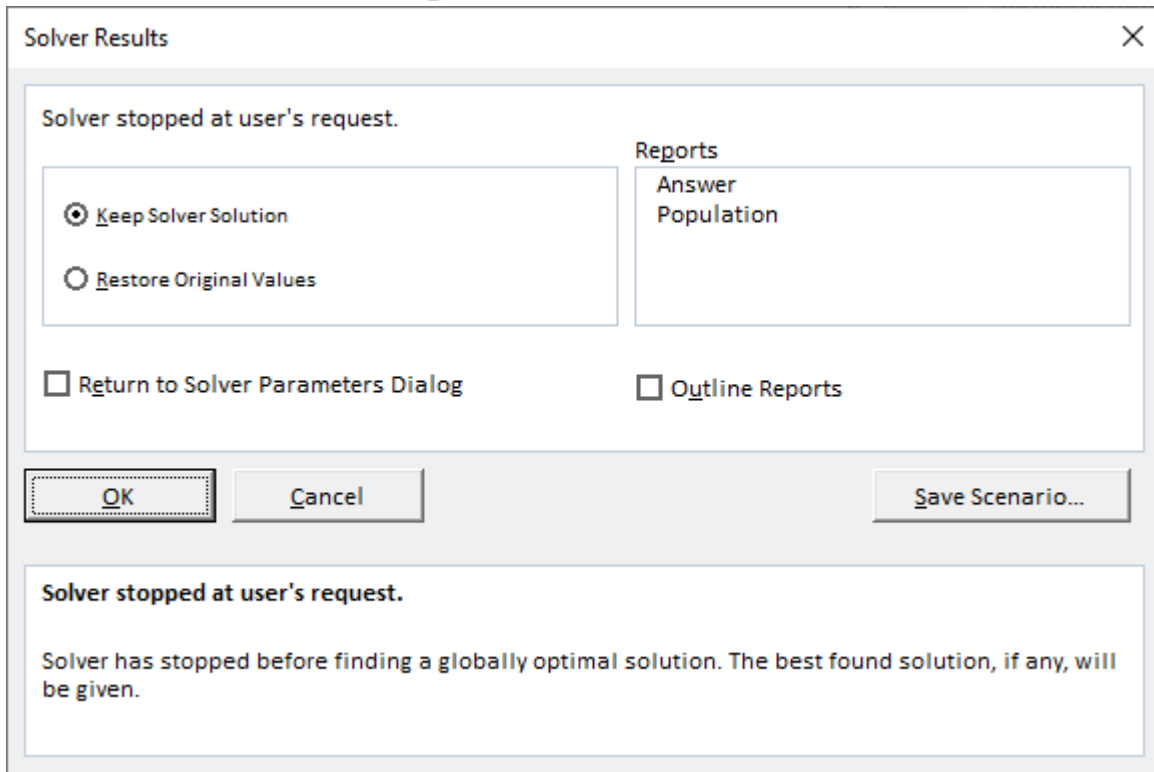 Solver Results
Solver stopped at user's request.
Reports
Answer
Population
Keep Solver Solution
Restore Original Values
Return to Solver Parameters Dialog
Outline Reports
OK
Cancel
Save Scenario...
Solver stopped at user's request.
Solver has stopped before finding a globally optimal solution. The best found solution, if any, will
be given.